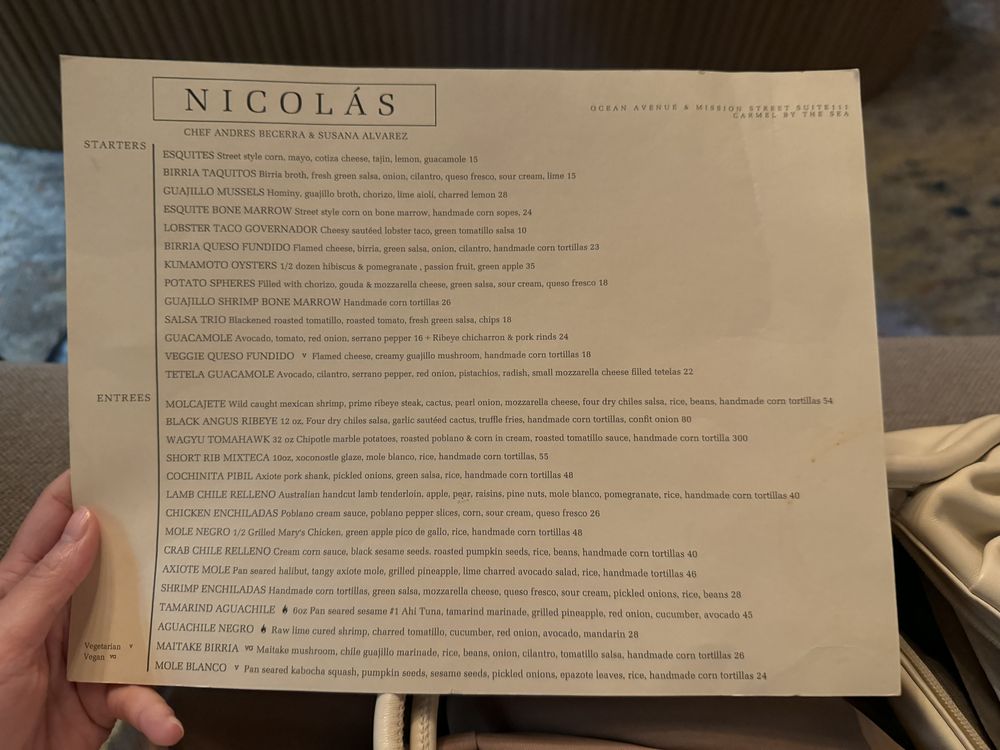 NICOLÁS
OCEAN AVENUE & MISSION STREET SUITE111
CARMEL BY THE SEA
CHEF ANDRES BECERRA & SUSANA ALVAREZ
STARTERS
ESQUITES Street style corn, mayo, cotiza cheese, tajin, lemon, guacamole 15
BIRRIA TAQUITOS Birria broth, fresh green salsa, onion, cilantro, queso fresco, sour cream, lime 15
GUAJILLO MUSSELS Hominy, guajillo broth, chorizo, lime aioli, charred lemon 28
ESQUITE BONE MARROW Street style corn on bone marrow, handmade corn sopes, 24
LOBSTER TACO GOVERNADOR Cheesy sautéed lobster taco, green tomatillo salsa 10
BIRRIA QUESO FUNDIDO Flamed cheese, birria, green salsa, onion, cilantro, handmade corn tortillas 23
KUMAMOTO OYSTERS 1/2 dozen hibiscus & pomegranate , passion fruit, green apple 35
POTATO SPHERES Filled with chorizo, gouda & mozzarella cheese, green salsa, sour cream, queso fresco 18
GUAJILLO SHRIMP BONE MARROW Handmade corn tortillas 26
SALSA TRIO Blackened roasted tomatillo, roasted tomato, fresh green salsa, chips 18
GUACAMOLE Avocado, tomato, red onion, serrano pepper 16 + Ribeye chicharron & pork rinds 24
VEGGIE QUESO FUNDIDO V Flamed cheese, creamy guajillo mushroom, handmade corn tortillas 18
TETELA GUACAMOLE Avocado, cilantro, serrano pepper, red onion, pistachios, radish, small mozzarella cheese filled tetelas 22
ENTREES
MOLCAJETE Wild caught mexican shrimp, prime ribeye steak, cactus, pearl onion, mozzarella cheese, four dry chiles salsa, rice, beans, handmade corn tortillas 54
BLACK ANGUS RIBEYE 12 oz, Four dry chiles salsa, garlic sautéed cactus, truffle fries, handmade corn tortillas, confit onion 80
WAGYU TOMAHAWK 32 oz Chipotle marble potatoes, roasted poblano & corn in cream, roasted tomatillo sauce, handmade corn tortilla 300
SHORT RIB MIXTECA 10oz, xoconostle glaze, mole blanco, rice, handmade corn tortillas, 55
COCHINITA PIBIL Axiote pork shank, pickled onions, green salsa, rice, handmade corn tortillas 48
LAMB CHILE RELLENO Australian handcut lamb tenderloin, apple, pear, raisins, pine nuts, mole blanco, pomegranate, rice, handmade corn tortillas 40
CHICKEN ENCHILADAS Poblano cream sauce, poblano pepper slices, corn, sour cream, queso fresco 26
MOLE NEGRO 1/2 Grilled Mary's Chicken, green apple pico de gallo, rice, handmade corn tortillas 48
CRAB CHILE RELLENO Cream corn sauce, black sesame seeds. roasted pumpkin seeds, rice, beans, handmade corn tortillas 40
AXIOTE MOLE Pan seared halibut, tangy axiote mole, grilled pineapple, lime charred avocado salad, rice, handmade tortillas 46
SHRIMP ENCHILADAS Handmade corn tortillas, green salsa, mozzarella cheese, queso fresco, sour cream, pickled onions, rice, beans 28
TAMARIND AGUACHILE 6oz Pan seared sesame #1 Ahi Tuna, tamarind marinade, grilled pineapple, red onion, cucumber, avocado 45
AGUACHILE NEGRO Raw lime cured shrimp, charred tomatillo, cucumber, red onion, avocado, mandarin 28
MAITAKE BIRRIA VG Maitake mushroom, chile guajillo marinade, rice, beans, onion, cilantro, tomatillo salsa, handmade corn tortillas 26
MOLE BLANCO V Pan seared kabocha squash, pumpkin seeds, sesame seeds, pickled onions, epazote leaves, rice, handmade corn tortillas 24
Vegetarian V
Vegan VG